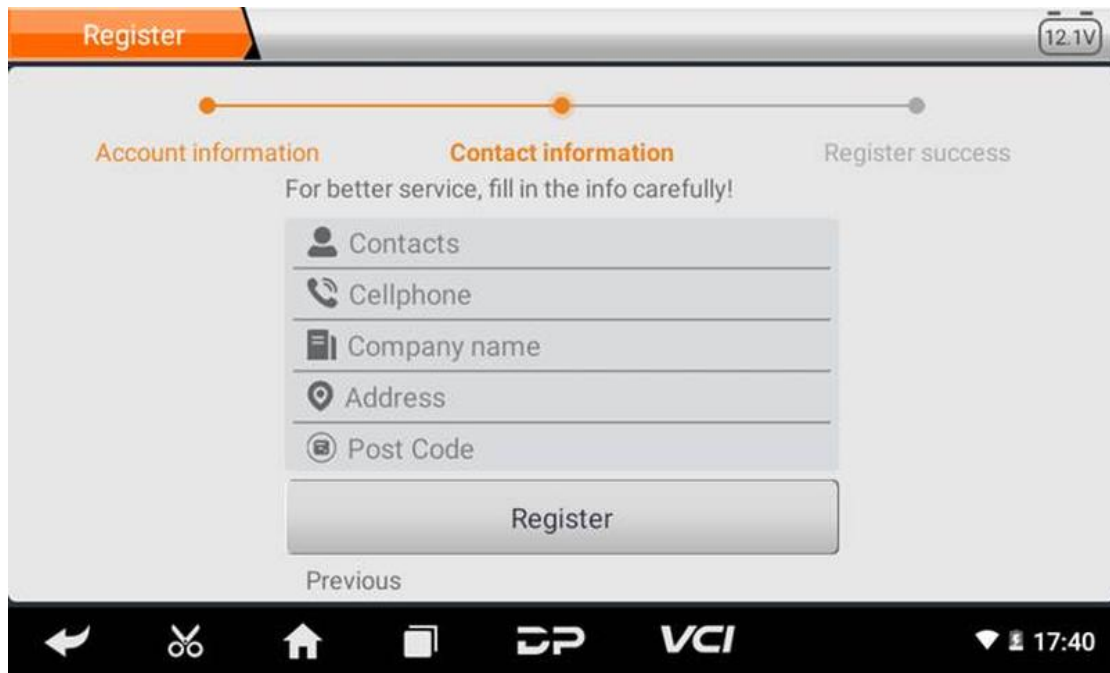 Register
12.1V
Account information
Contact information
Register success
For better service, fill in the info carefully!
Contacts
Cellphone
Company name
Address
Post Code
Register
Previous
DP
VCI
17:40